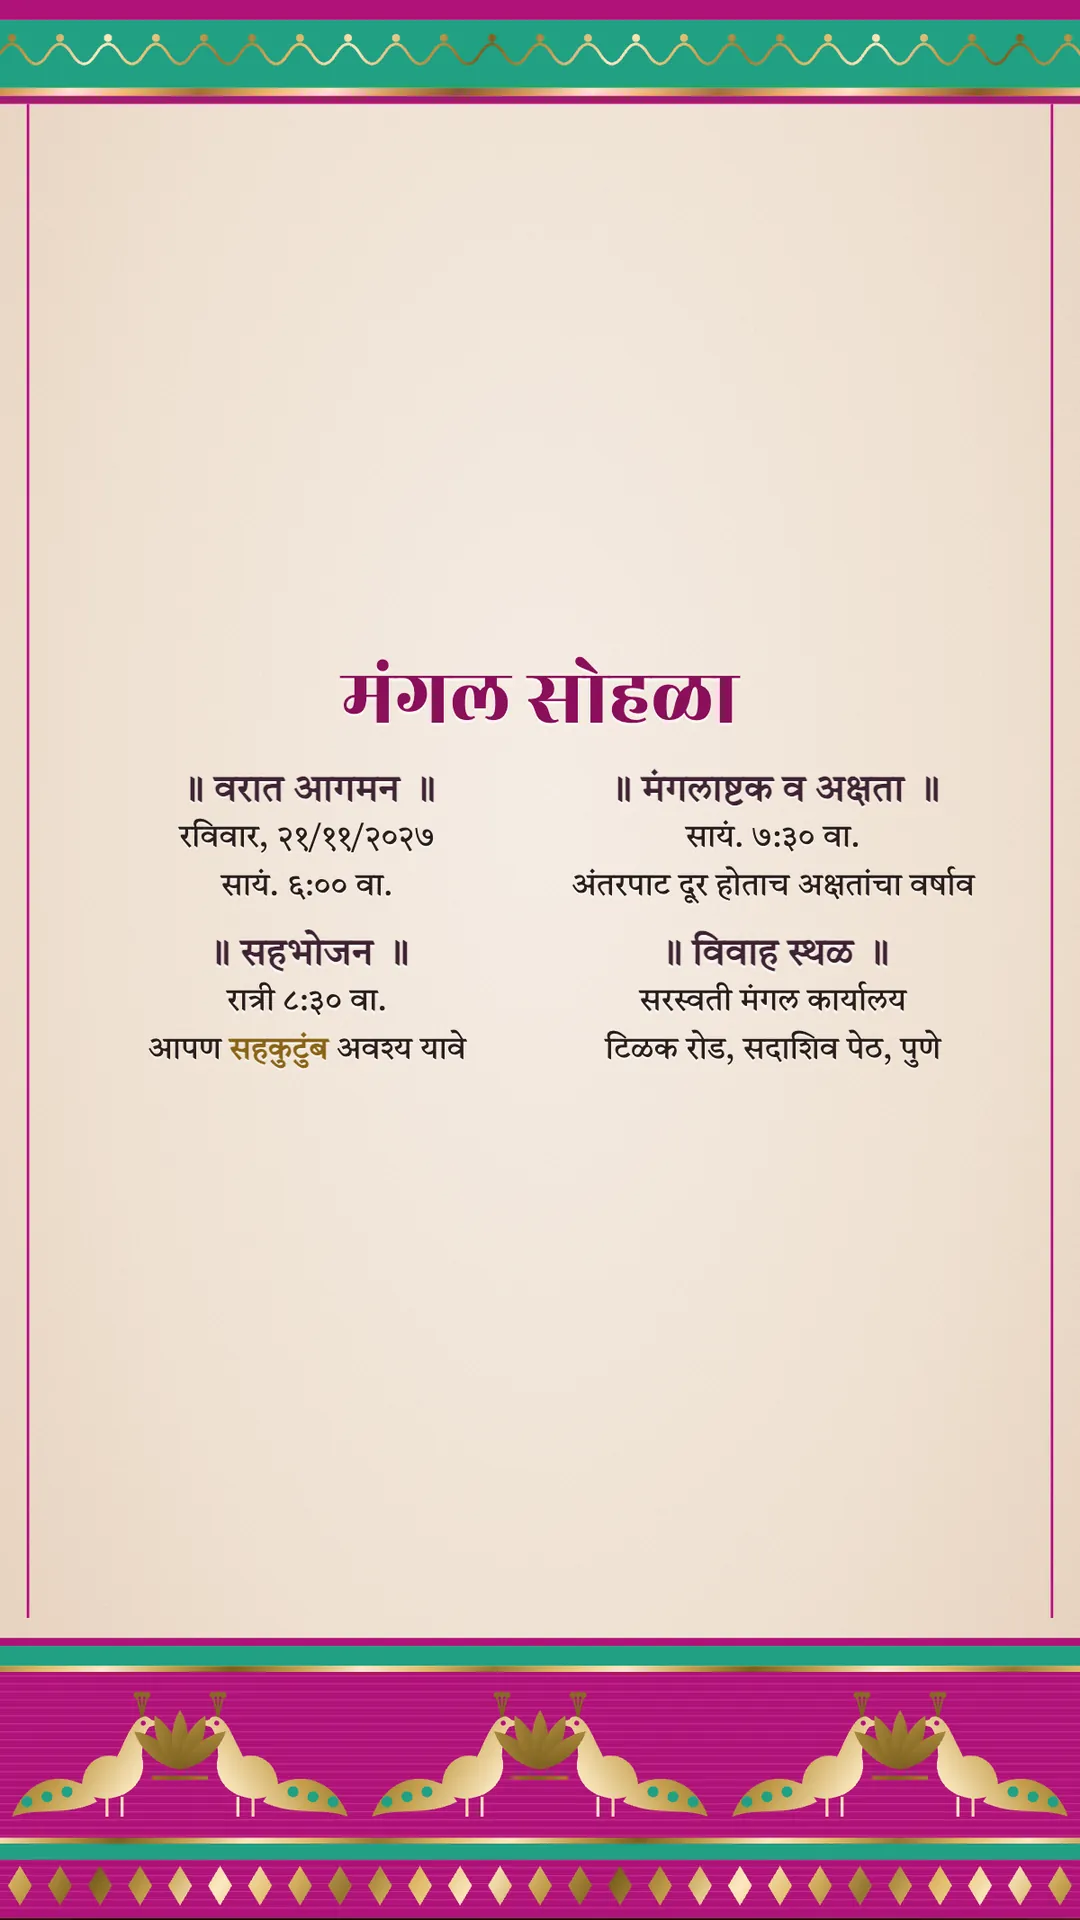 मंगल सोहळा
॥ वरात आगमन ॥
रविवार, २१/११/२०२७
सायं. ६:०० वा.
॥ मंगलाष्टक व अक्षता ॥
सायं. ७:३० वा.
अंतरपाट दूर होताच अक्षतांचा वर्षाव
॥ सहभोजन ॥
रात्री ८:३० वा.
आपण सहकुटुंब अवश्य यावे
॥ विवाह स्थळ ॥
सरस्वती मंगल कार्यालय
टिळक रोड, सदाशिव पेठ, पुणे